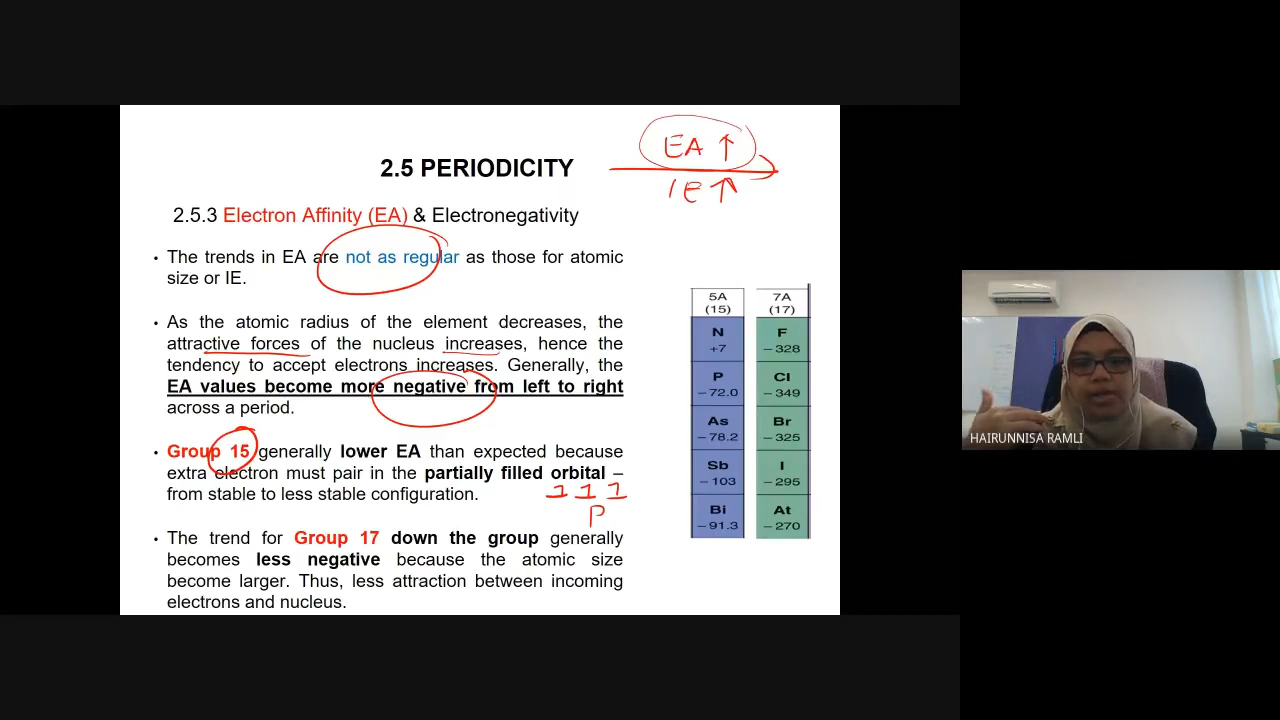 EA ↑
IE ↑
2.5 PERIODICITY
2.5.3 Electron Affinity (EA) & Electronegativity
• The trends in EA are not as regular as those for atomic
size or IE.
• As the atomic radius of the element decreases, the
attractive forces of the nucleus increases, hence the
tendency to accept electrons increases. Generally, the
EA values become more negative from left to right
across a period.
• Group 15 generally lower EA than expected because
extra electron must pair in the partially filled orbital –
from stable to less stable configuration.
1 1 1
P
• The trend for Group 17 down the group generally
becomes less negative because the atomic size
become larger. Thus, less attraction between incoming
electrons and nucleus.
5A
(15)
N
+7
P
−72.0
As
−78.2
Sb
−103
Bi
−91.3
7A
(17)
F
−328
Cl
−349
Br
−325
I
−295
At
−270
HAIRUNNISA RAMLI